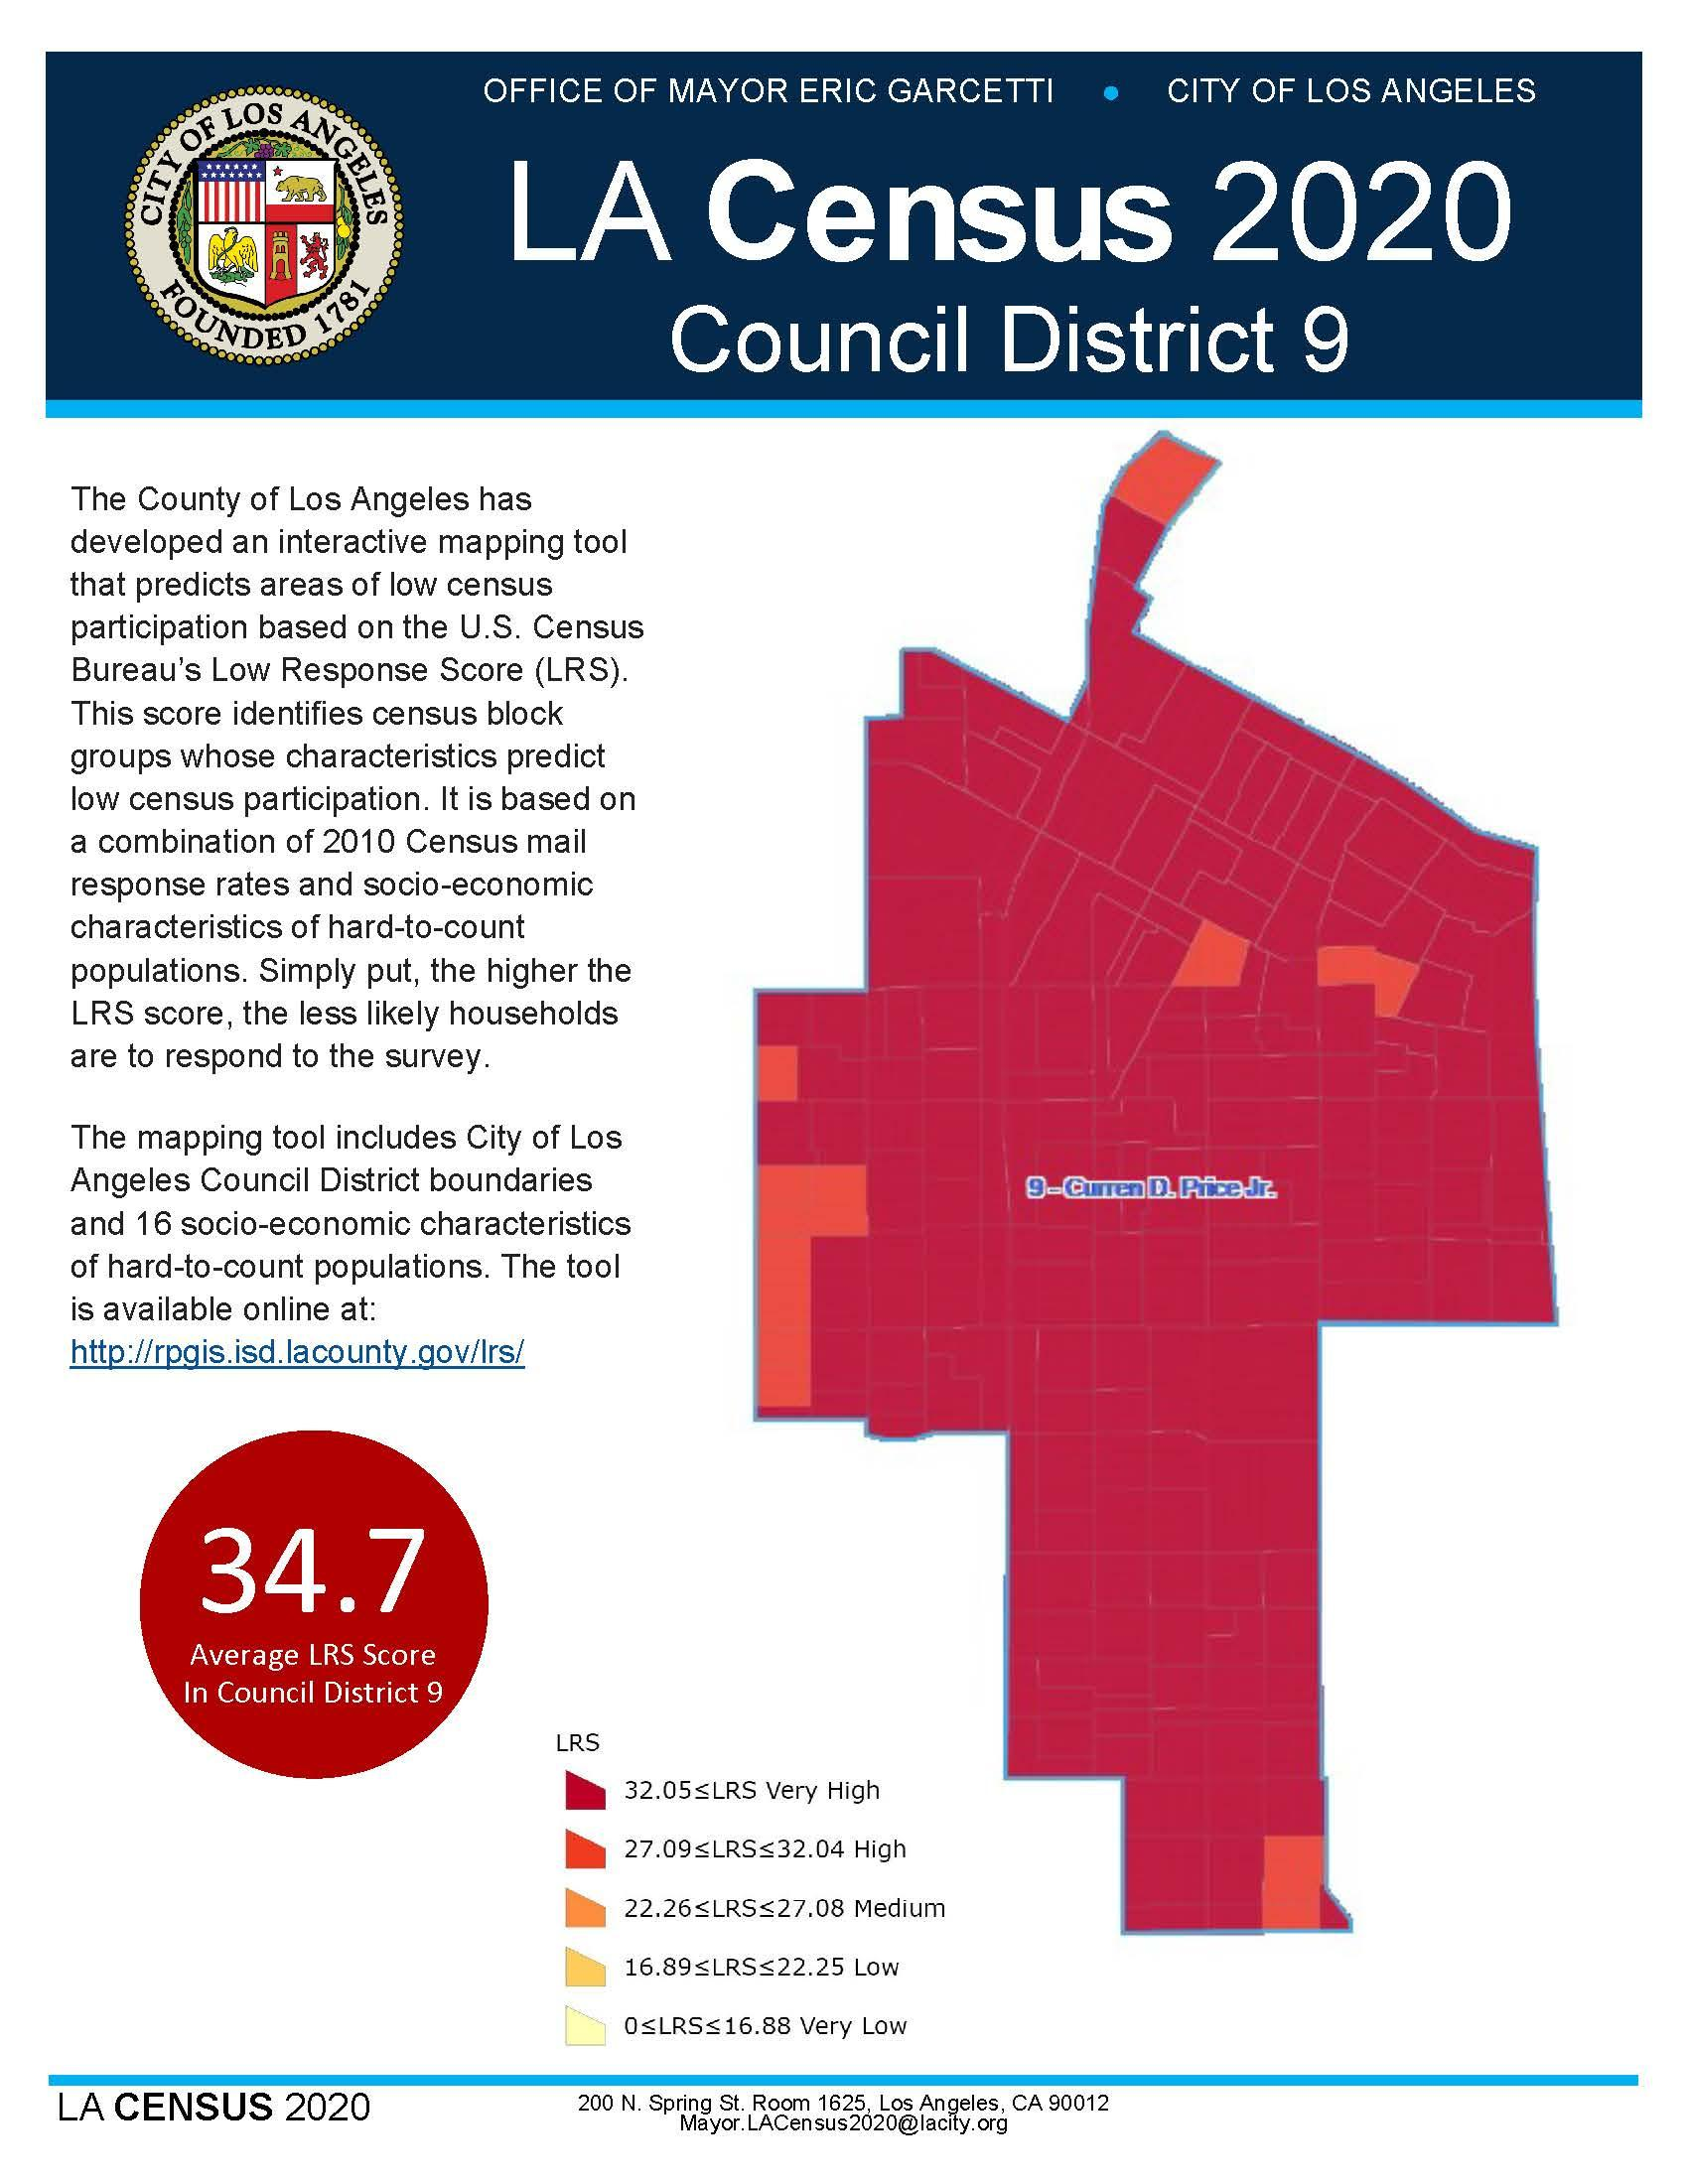 OFFICE OF MAYOR ERIC GARCETTI • CITY OF LOS ANGELES
CITY OF LOS ANGELES
FOUNDED 1781
LA Census 2020
Council District 9
The County of Los Angeles has
developed an interactive mapping tool
that predicts areas of low census
participation based on the U.S. Census
Bureau's Low Response Score (LRS).
This score identifies census block
groups whose characteristics predict
low census participation. It is based on
a combination of 2010 Census mail
response rates and socio-economic
characteristics of hard-to-count
populations. Simply put, the higher the
LRS score, the less likely households
are to respond to the survey.
The mapping tool includes City of Los
Angeles Council District boundaries
and 16 socio-economic characteristics
of hard-to-count populations. The tool
is available online at:
http://rpgis.isd.lacounty.gov/lrs/
9 - Curren D. Price Jr.
34.7
Average LRS Score
In Council District 9
LRS
32.05≤LRS Very High
27.09≤LRS≤32.04 High
22.26≤LRS≤27.08 Medium
16.89≤LRS≤22.25 Low
0≤LRS≤16.88 Very Low
LA CENSUS 2020
200 N. Spring St. Room 1625, Los Angeles, CA 90012
Mayor.LACensus2020@lacity.org